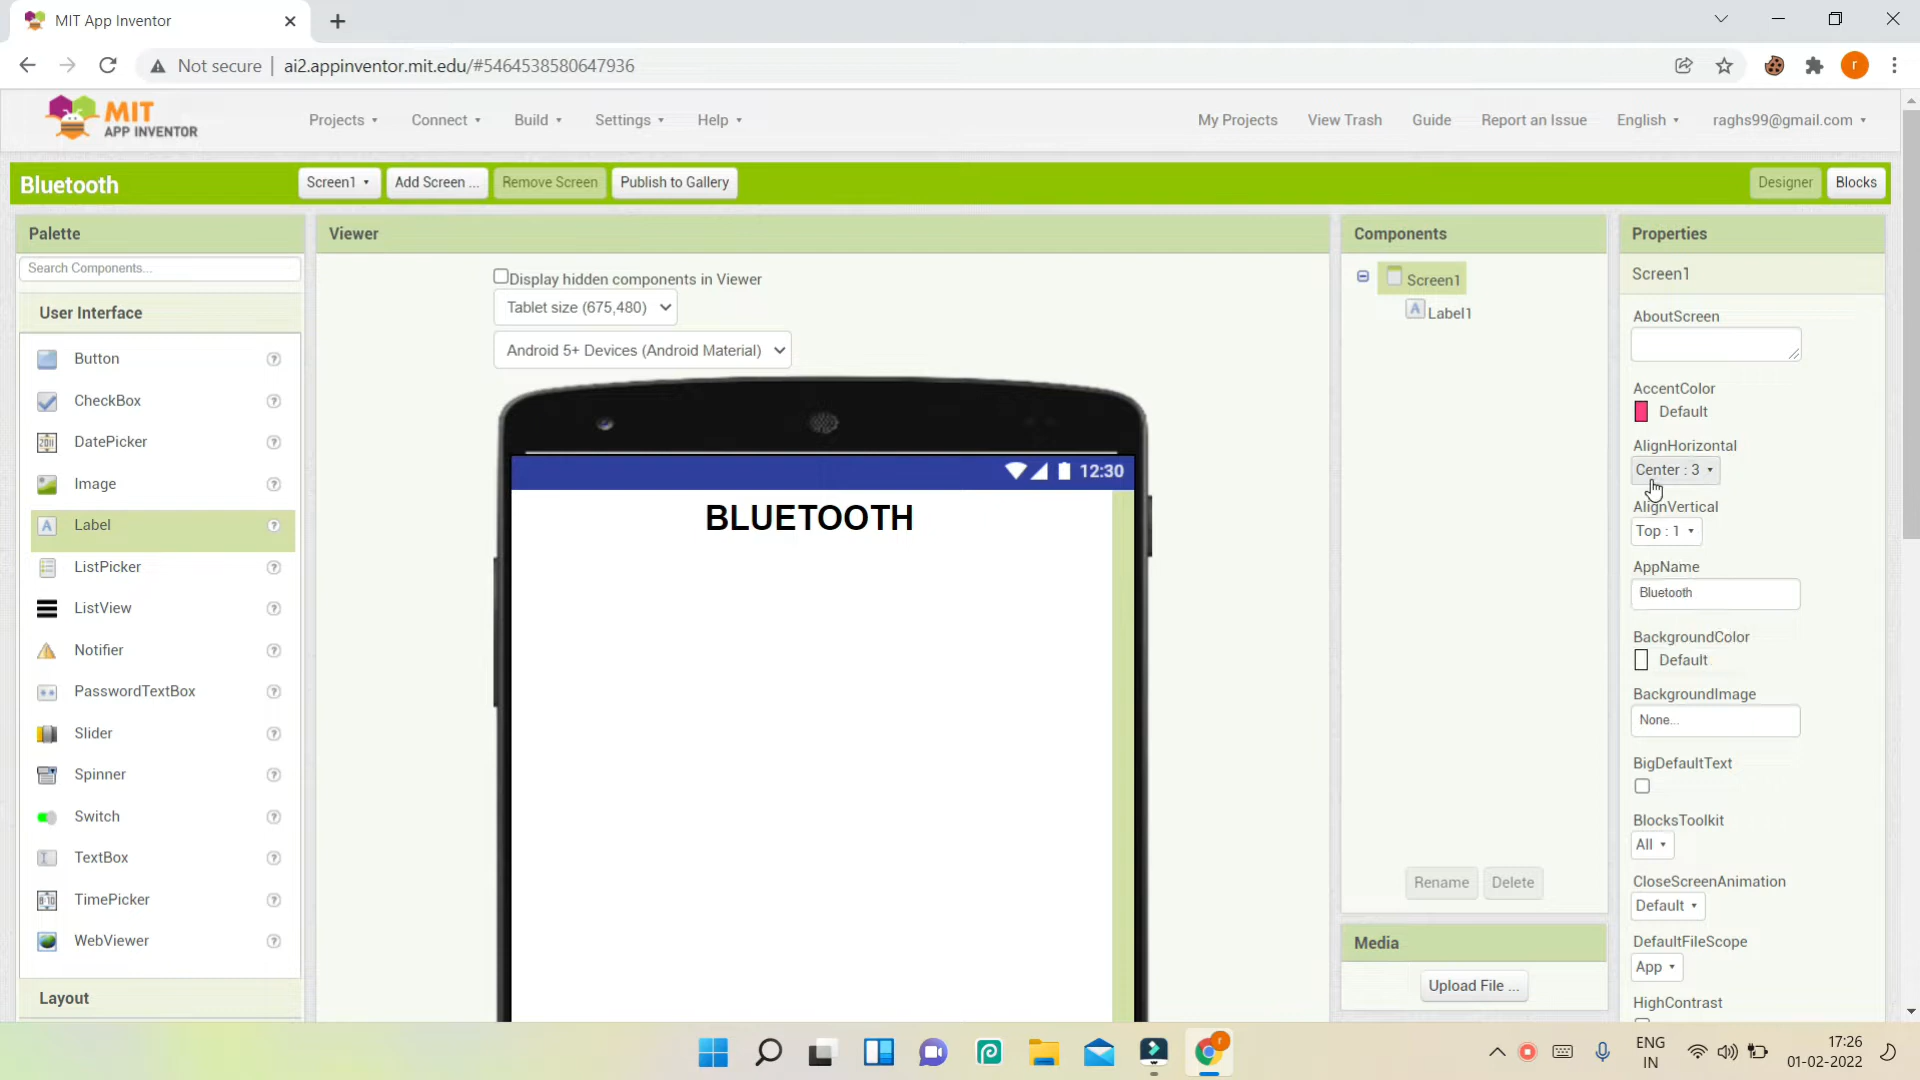 MIT App Inventor
Not secure
ai2.appinventor.mit.edu/#5464538580647936
r
MIT
APP INVENTOR
Projects
Connect
Build
Settings
Help
My Projects
View Trash
Guide
Report an Issue
English
raghs99@gmail.com
Bluetooth
Screen1
Add Screen ...
Remove Screen
Publish to Gallery
Designer
Blocks
Palette
Search Components...
User Interface
Button
CheckBox
DatePicker
Image
Label
ListPicker
ListView
Notifier
PasswordTextBox
Slider
Spinner
Switch
TextBox
TimePicker
WebViewer
Layout
Viewer
Display hidden components in Viewer
Tablet size (675,480)
Android 5+ Devices (Android Material)
12:30
BLUETOOTH
Components
Screen1
Label1
Rename
Delete
Media
Upload File ...
Properties
Screen1
AboutScreen
AccentColor
Default
AlignHorizontal
Center : 3
AlignVertical
Top : 1
AppName
Bluetooth
BackgroundColor
Default
BackgroundImage
None...
BigDefaultText
BlocksToolkit
All
CloseScreenAnimation
Default
DefaultFileScope
App
HighContrast
ENG
IN
17:26
01-02-2022